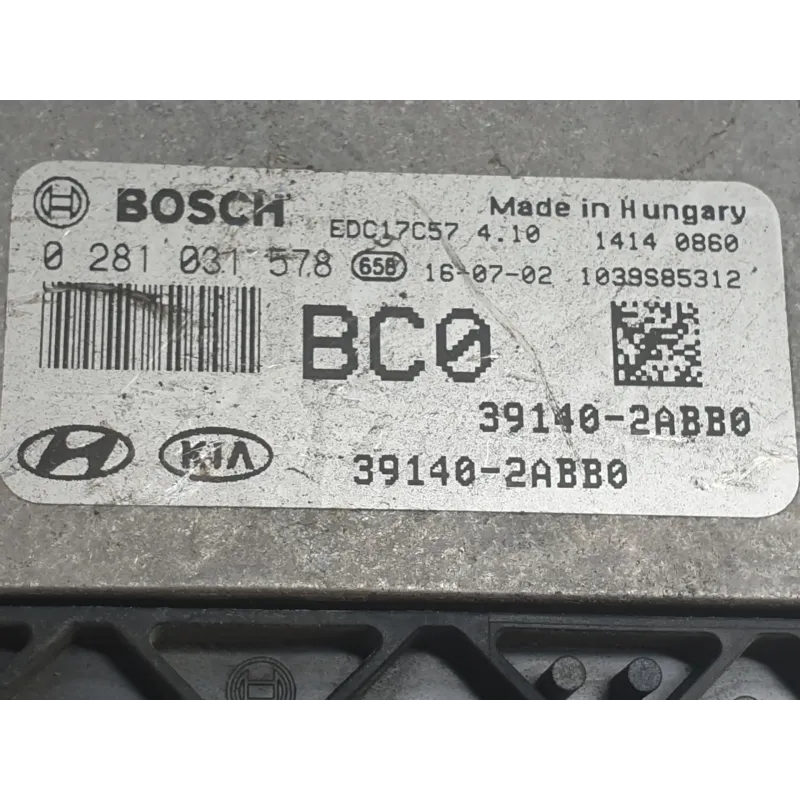 BOSCH
Made in Hungary
EDC17C57 4.10
1414 0860
0 281 031 578
658
16-07-02
1039S85312
BC0
39140-2ABB0
KIA
39140-2ABB0